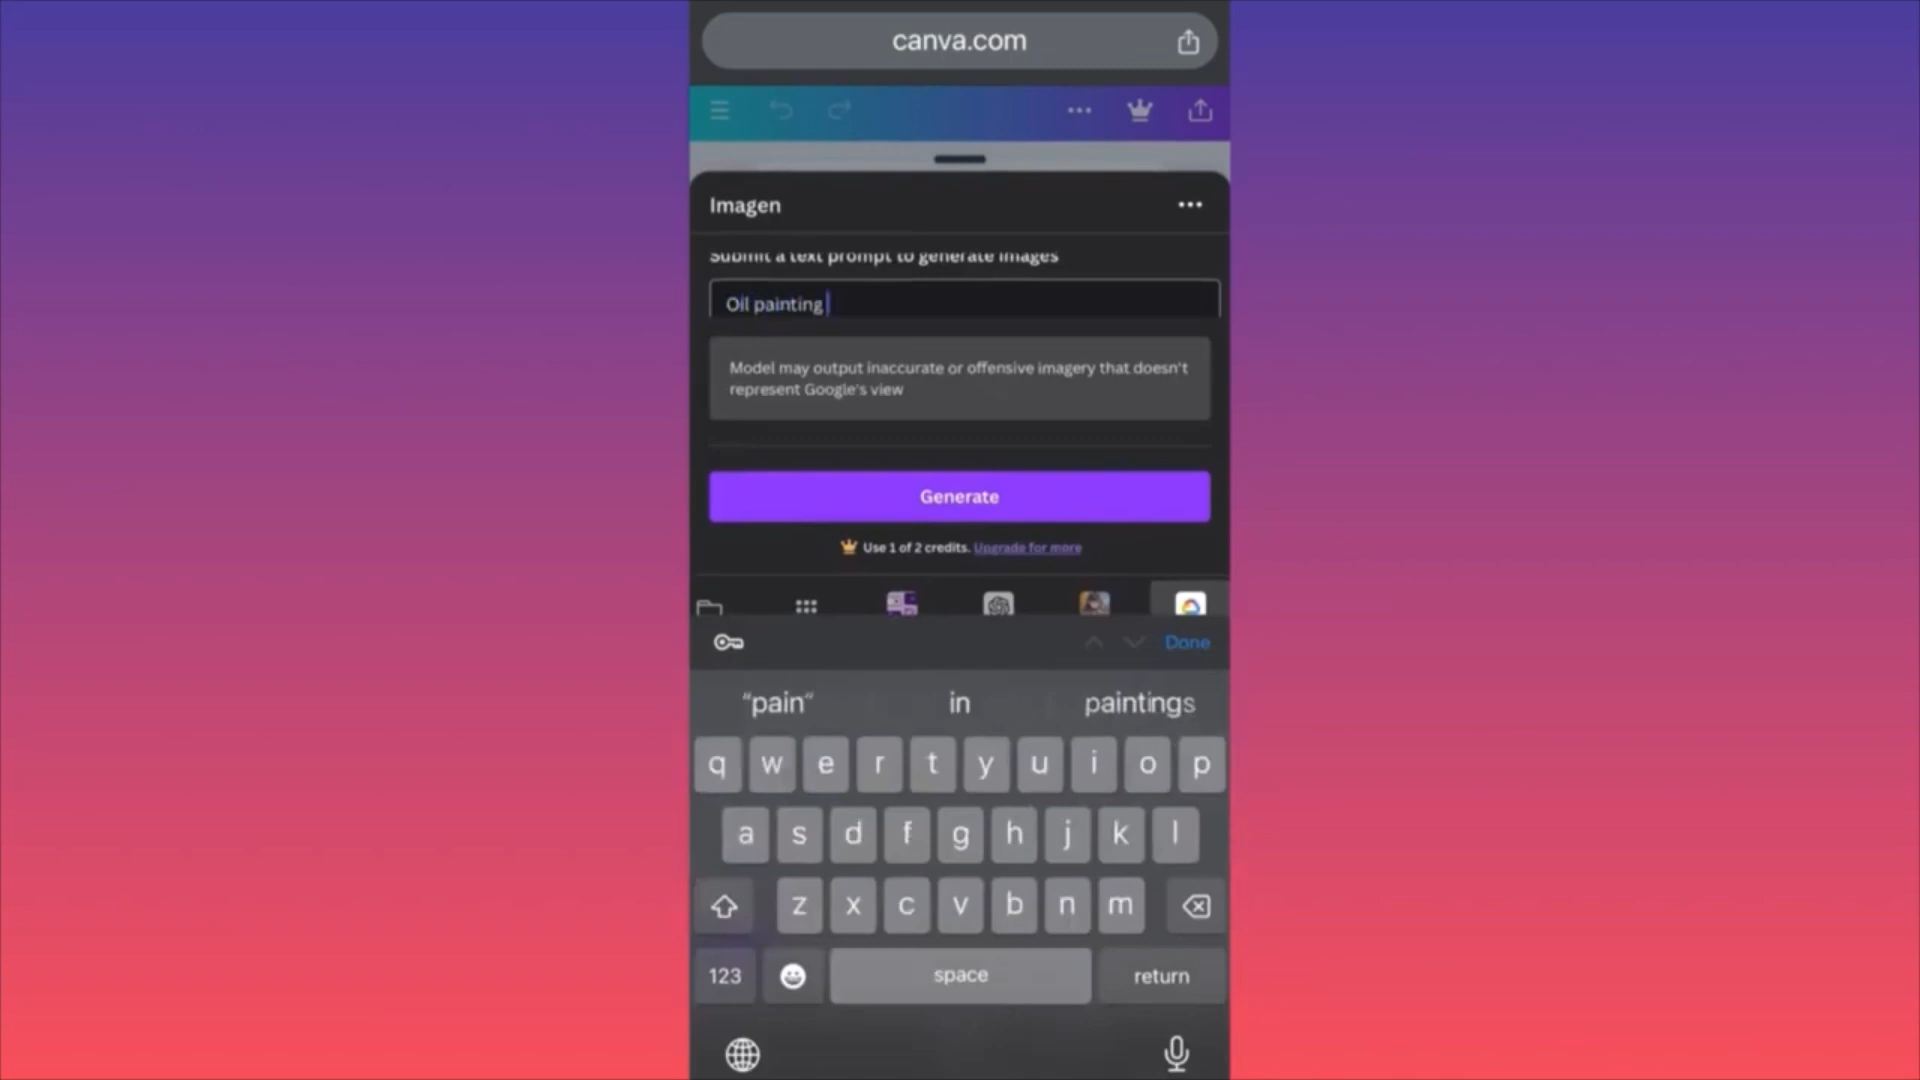 canva.com
Imagen
Submit a text prompt to generate images
Oil painting
Model may output inaccurate or offensive imagery that doesn't
represent Google's view
Generate
Use 1 of 2 credits. Upgrade for more
Done
“pain“ in paintings
q w e r t y u i o p
a s d f g h j k l
z x c v b n m
123 space return